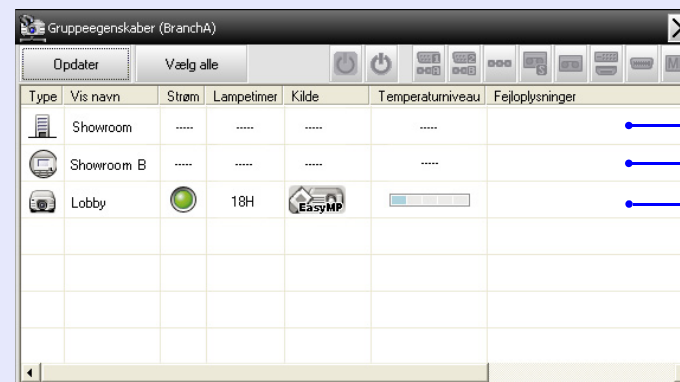 Gruppeegenskaber (BranchA)
Opdater Vælg alle
Type Vis navn Strøm Lampetimer Kilde Temperaturniveau Fejloplysninger
Showroom ----- ----- ----- -----
Showroom B ----- ----- ----- -----
Lobby 18H EasyMP